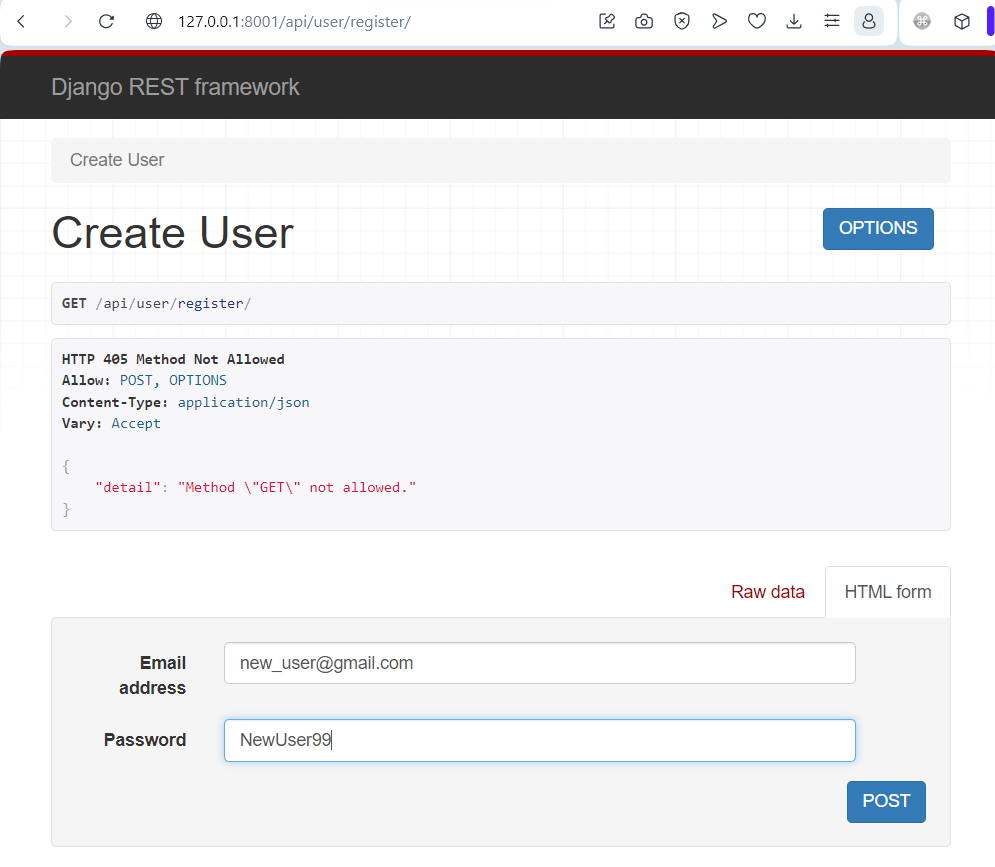 127.0.0.1:8001/api/user/register/
Django REST framework
Create User
Create User
OPTIONS
GET /api/user/register/
HTTP 405 Method Not Allowed
Allow: POST, OPTIONS
Content-Type: application/json
Vary: Accept
{
"detail": "Method \"GET\" not allowed."
}
Raw data
HTML form
Email
address
new_user@gmail.com
Password
NewUser99
POST